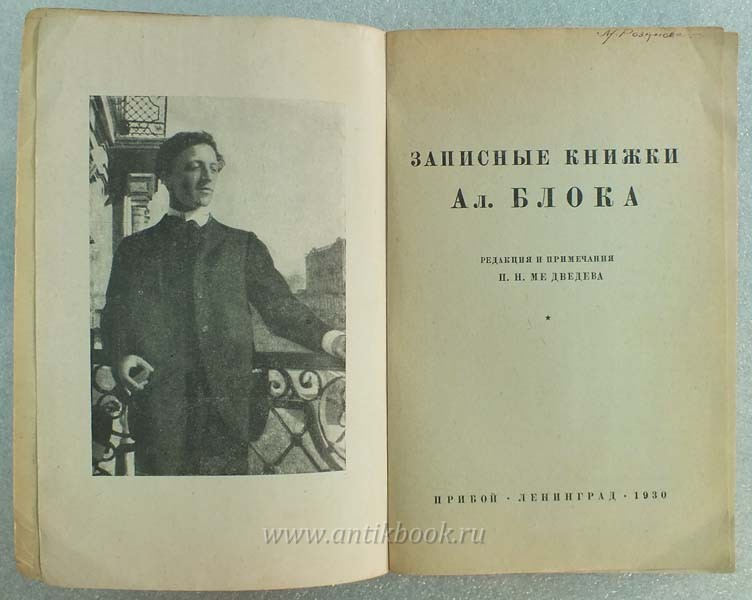 ЗАПИСНЫЕ КНИЖКИ
Ал. БЛОКА
РЕДАКЦИЯ И ПРИМЕЧАНИЯ
П. Н. МЕДВЕДЕВА
*
ПРИБОЙ · ЛЕНИНГРАД · 1930
www.antikbook.ru